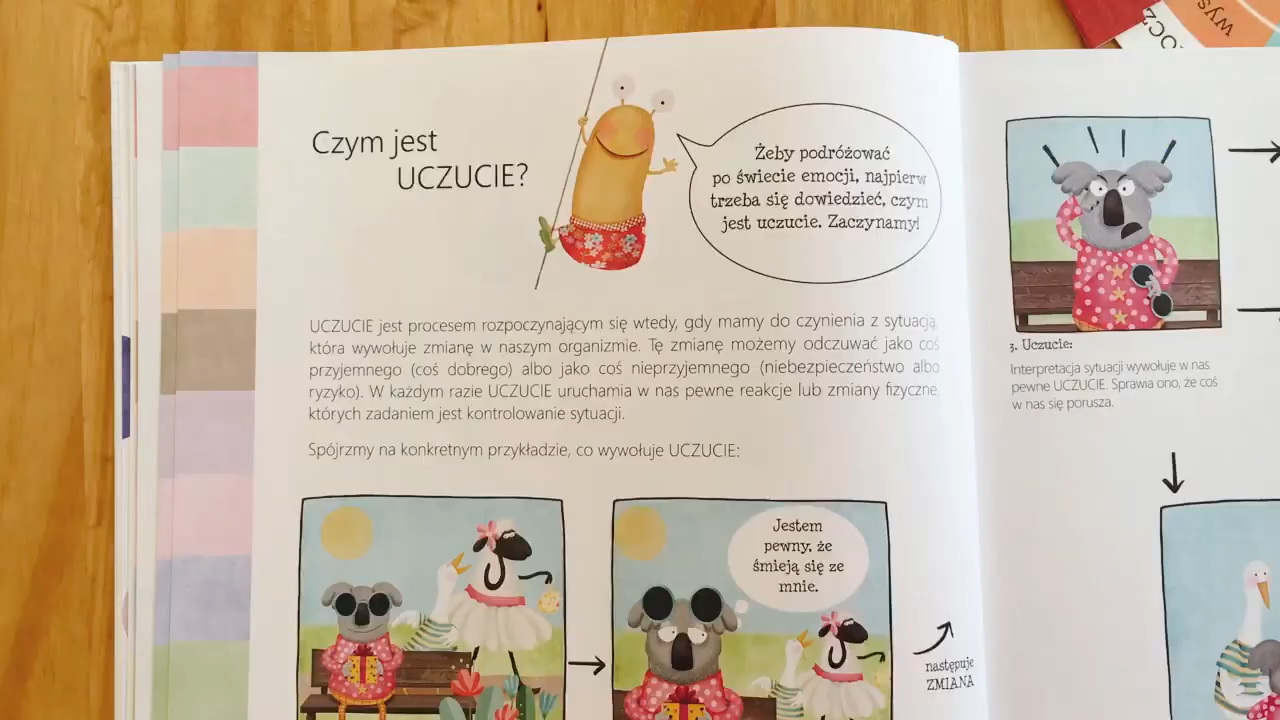 Czym jest
UCZUCIE?
Żeby podróżować
po świecie emocji, najpierw
trzeba się dowiedzieć, czym
jest uczucie. Zaczynamy!
UCZUCIE jest procesem rozpoczynającym się wtedy, gdy mamy do czynienia z sytuacją,
która wywołuje zmianę w naszym organizmie. Tę zmianę możemy odczuwać jako coś
przyjemnego (coś dobrego) albo jako coś nieprzyjemnego (niebezpieczeństwo albo
ryzyko). W każdym razie UCZUCIE uruchamia w nas pewne reakcje lub zmiany fizyczne,
których zadaniem jest kontrolowanie sytuacji.
Spójrzmy na konkretnym przykładzie, co wywołuje UCZUCIE:
Jestem
pewny, że
śmieją się ze
mnie.
następuje
ZMIANA
3. Uczucie:
Interpretacja sytuacji wywołuje w nas
pewne UCZUCIE. Sprawia ono, że coś
w nas się porusza.
wys